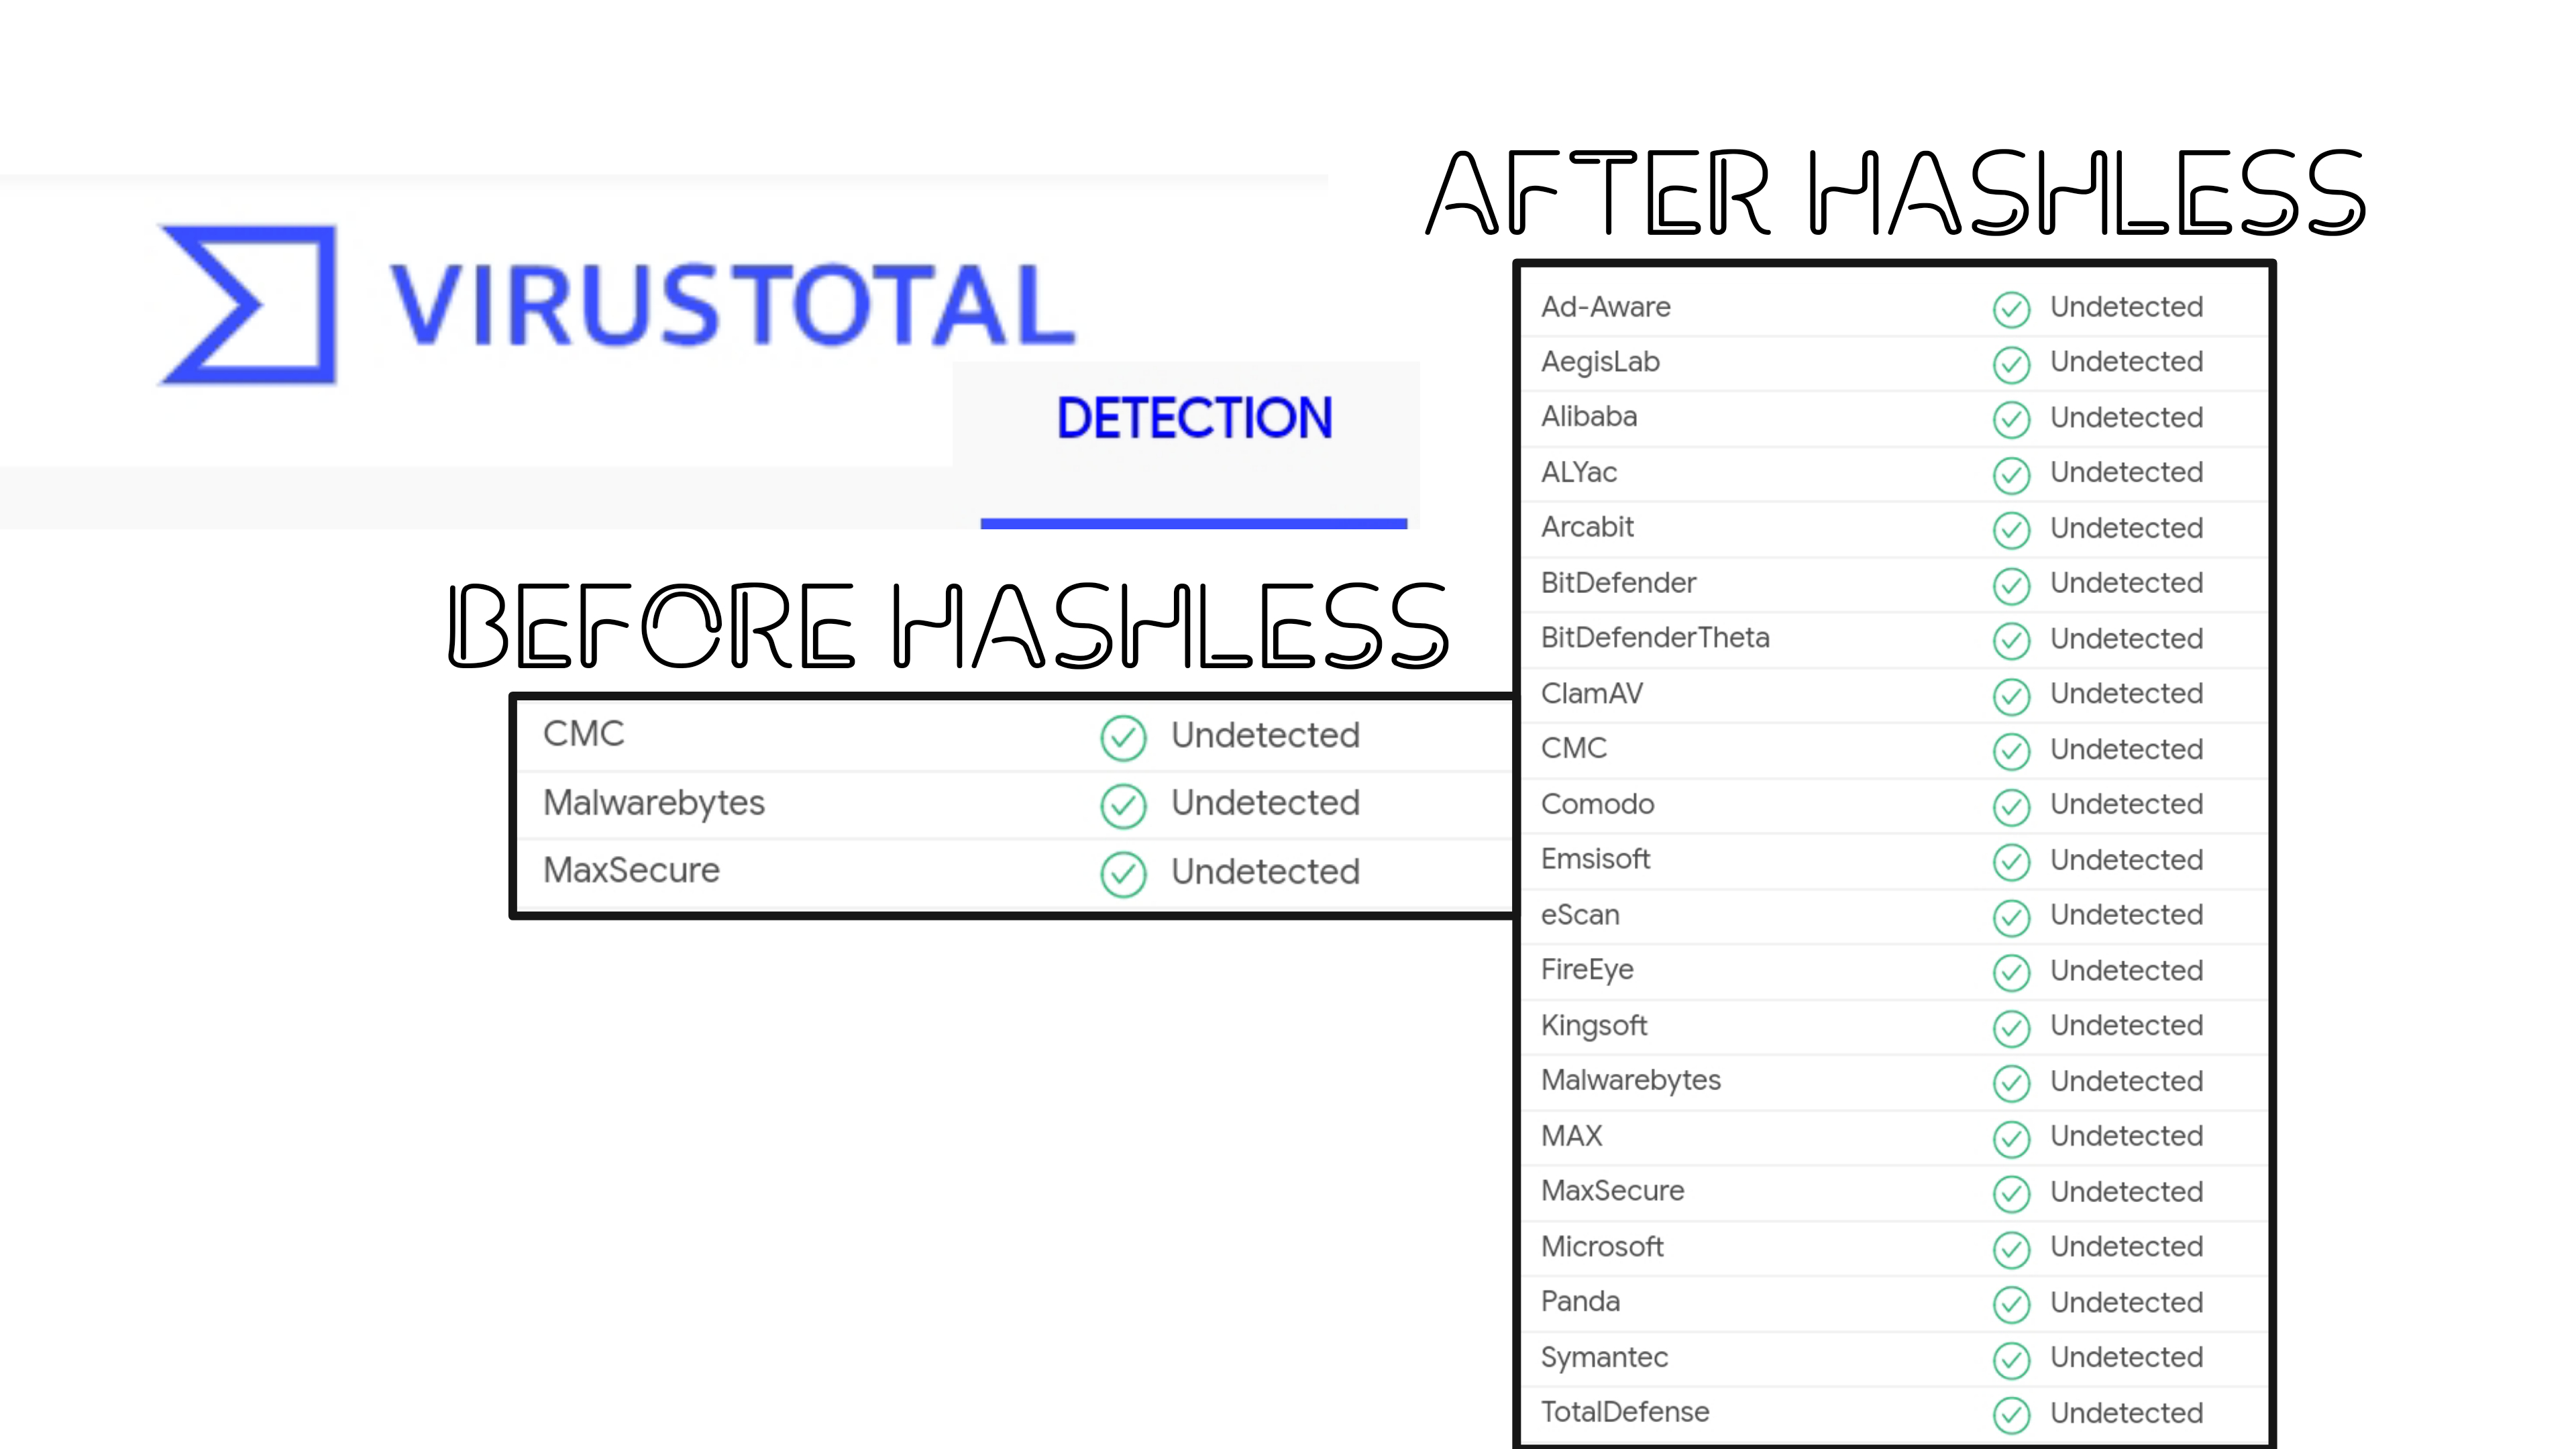 VIRUSTOTAL
DETECTION
BEFORE HASHLESS
CMC Undetected
Malwarebytes Undetected
MaxSecure Undetected
AFTER HASHLESS
Ad-Aware Undetected
AegisLab Undetected
Alibaba Undetected
ALYac Undetected
Arcabit Undetected
BitDefender Undetected
BitDefenderTheta Undetected
ClamAV Undetected
CMC Undetected
Comodo Undetected
Emsisoft Undetected
eScan Undetected
FireEye Undetected
Kingsoft Undetected
Malwarebytes Undetected
MAX Undetected
MaxSecure Undetected
Microsoft Undetected
Panda Undetected
Symantec Undetected
TotalDefense Undetected